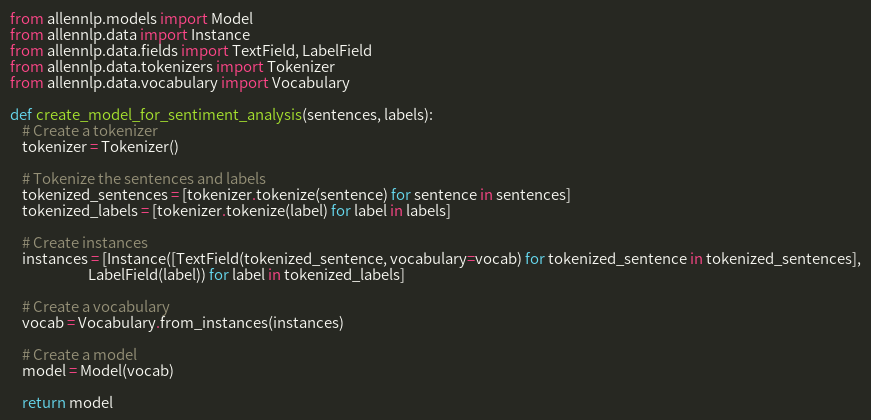 from allennlp.models import Model
from allennlp.data import Instance
from allennlp.data.fields import TextField, LabelField
from allennlp.data.tokenizers import Tokenizer
from allennlp.data.vocabulary import Vocabulary

def create_model_for_sentiment_analysis(sentences, labels):
    # Create a tokenizer
    tokenizer = Tokenizer()

    # Tokenize the sentences and labels
    tokenized_sentences = [tokenizer.tokenize(sentence) for sentence in sentences]
    tokenized_labels = [tokenizer.tokenize(label) for label in labels]

    # Create instances
    instances = [Instance([TextField(tokenized_sentence, vocabulary=vocab) for tokenized_sentence in tokenized_sentences],
                          LabelField(label)) for label in tokenized_labels]

    # Create a vocabulary
    vocab = Vocabulary.from_instances(instances)

    # Create a model
    model = Model(vocab)

    return model